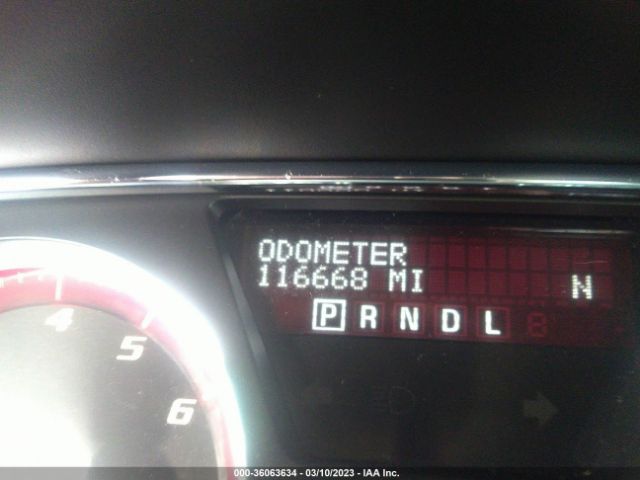 ODOMETER
116668 MI N
P R N D L
4
5
6
000-36063634 - 03/10/2023 - IAA Inc.